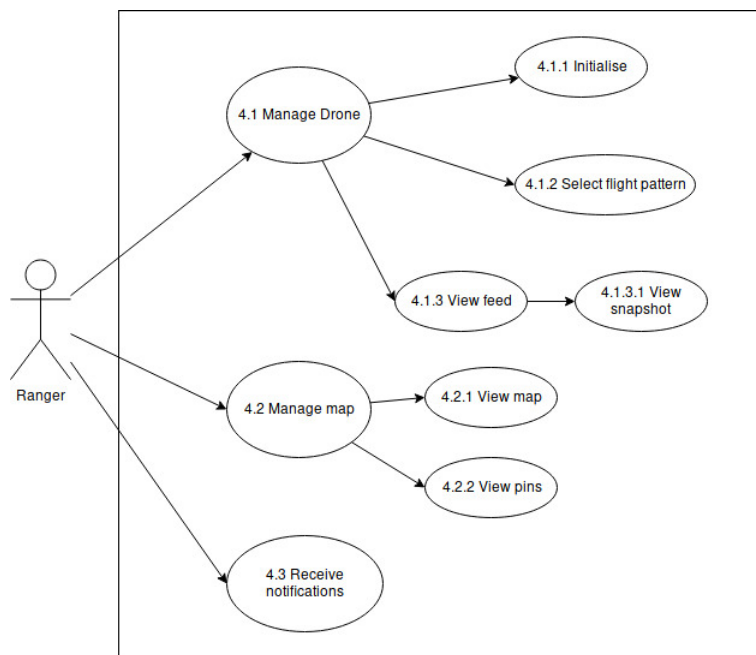 4.1.1 Initialise
4.1 Manage Drone
4.1.2 Select flight pattern
4.1.3 View feed
4.1.3.1 View
snapshot
Ranger
4.2 Manage map
4.2.1 View map
4.2.2 View pins
4.3 Receive
notifications